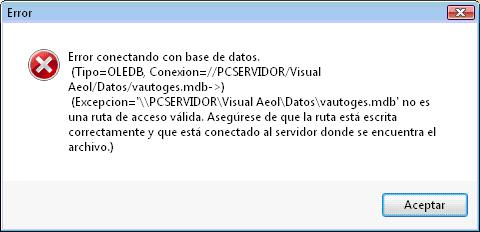 Error
Error conectando con base de datos.
(Tipo=OLEDB, Conexion=//PCSERVIDOR/Visual
Aeol/Datos/vautoges.mdb->)
(Excepcion='\\PCSERVIDOR\Visual Aeol\Datos\vautoges.mdb' no es
una ruta de acceso válida. Asegúrese de que la ruta está escrita
correctamente y que está conectado al servidor donde se encuentra el
archivo.)
Aceptar